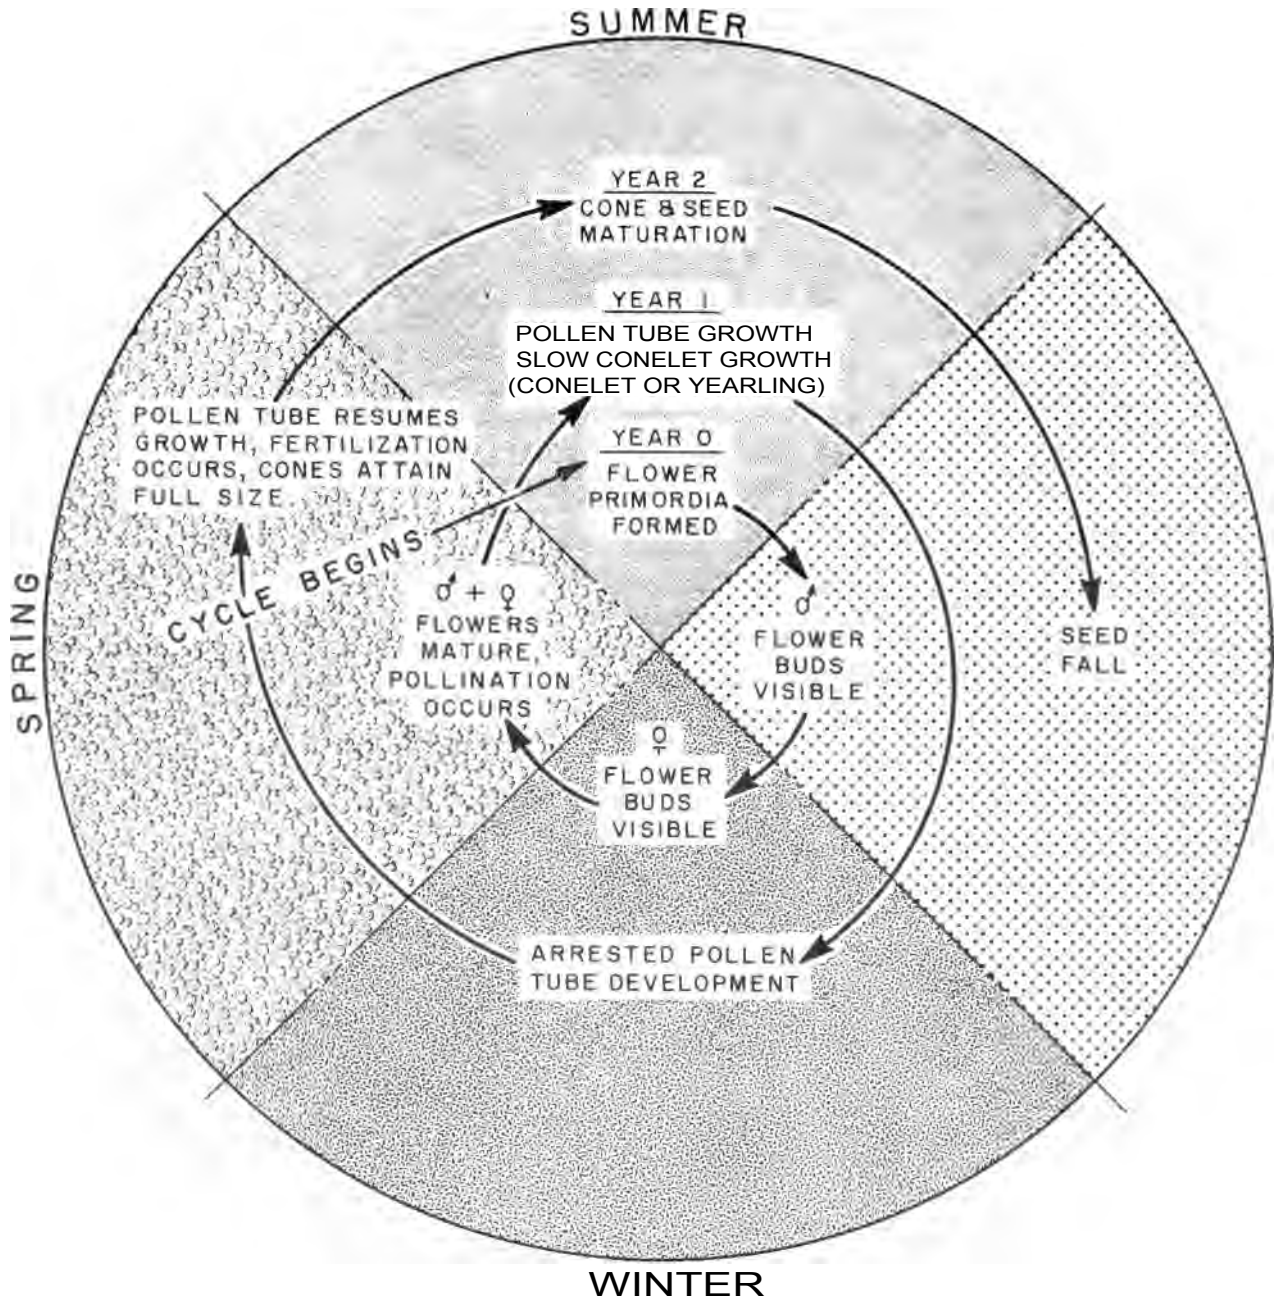 SUMMER
YEAR 2
CONE & SEED
MATURATION
YEAR 1
POLLEN TUBE GROWTH
SLOW CONELET GROWTH
(CONELET OR YEARLING)
YEAR 0
FLOWER
PRIMORDIA
FORMED
POLLEN TUBE RESUMES
GROWTH, FERTILIZATION
OCCURS, CONES ATTAIN
FULL SIZE
CYCLE BEGINS
♂ + ♀
FLOWERS
MATURE,
POLLINATION
OCCURS
♂
FLOWER
BUDS
VISIBLE
SEED
FALL
SPRING
♀
FLOWER
BUDS
VISIBLE
ARRESTED POLLEN
TUBE DEVELOPMENT
WINTER